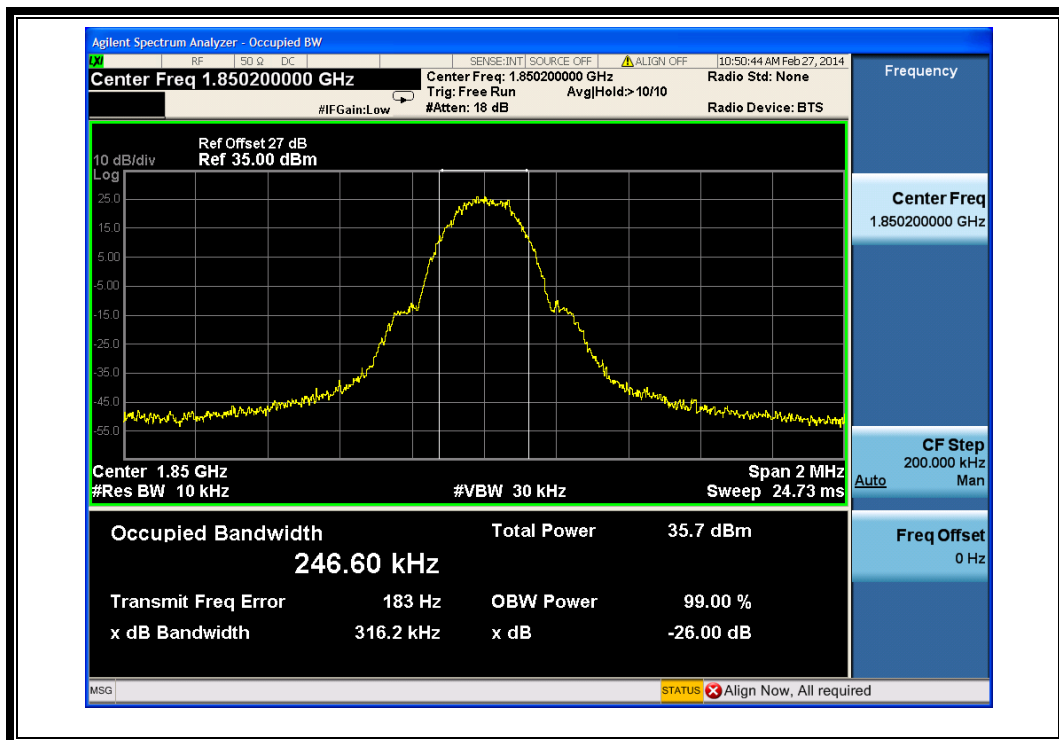 Agilent Spectrum Analyzer - Occupied BW
LXI RF 50 Ω DC SENSE:INT SOURCE OFF ALIGN OFF 10:50:44 AM Feb 27, 2014
Center Freq 1.850200000 GHz
Center Freq: 1.850200000 GHz
Radio Std: None
Trig: Free Run Avg|Hold:>10/10
#IFGain:Low
#Atten: 18 dB
Radio Device: BTS
Ref Offset 27 dB
10 dB/div Ref 35.00 dBm
Log
25.0
15.0
5.00
-5.00
-15.0
-25.0
-35.0
-45.0
-55.0
Center 1.85 GHz Span 2 MHz
#Res BW 10 kHz #VBW 30 kHz Sweep 24.73 ms
Occupied Bandwidth Total Power 35.7 dBm
246.60 kHz
Transmit Freq Error 183 Hz OBW Power 99.00 %
x dB Bandwidth 316.2 kHz x dB -26.00 dB
MSG STATUS Align Now, All required
Frequency
Center Freq
1.850200000 GHz
CF Step
200.000 kHz
Auto Man
Freq Offset
0 Hz